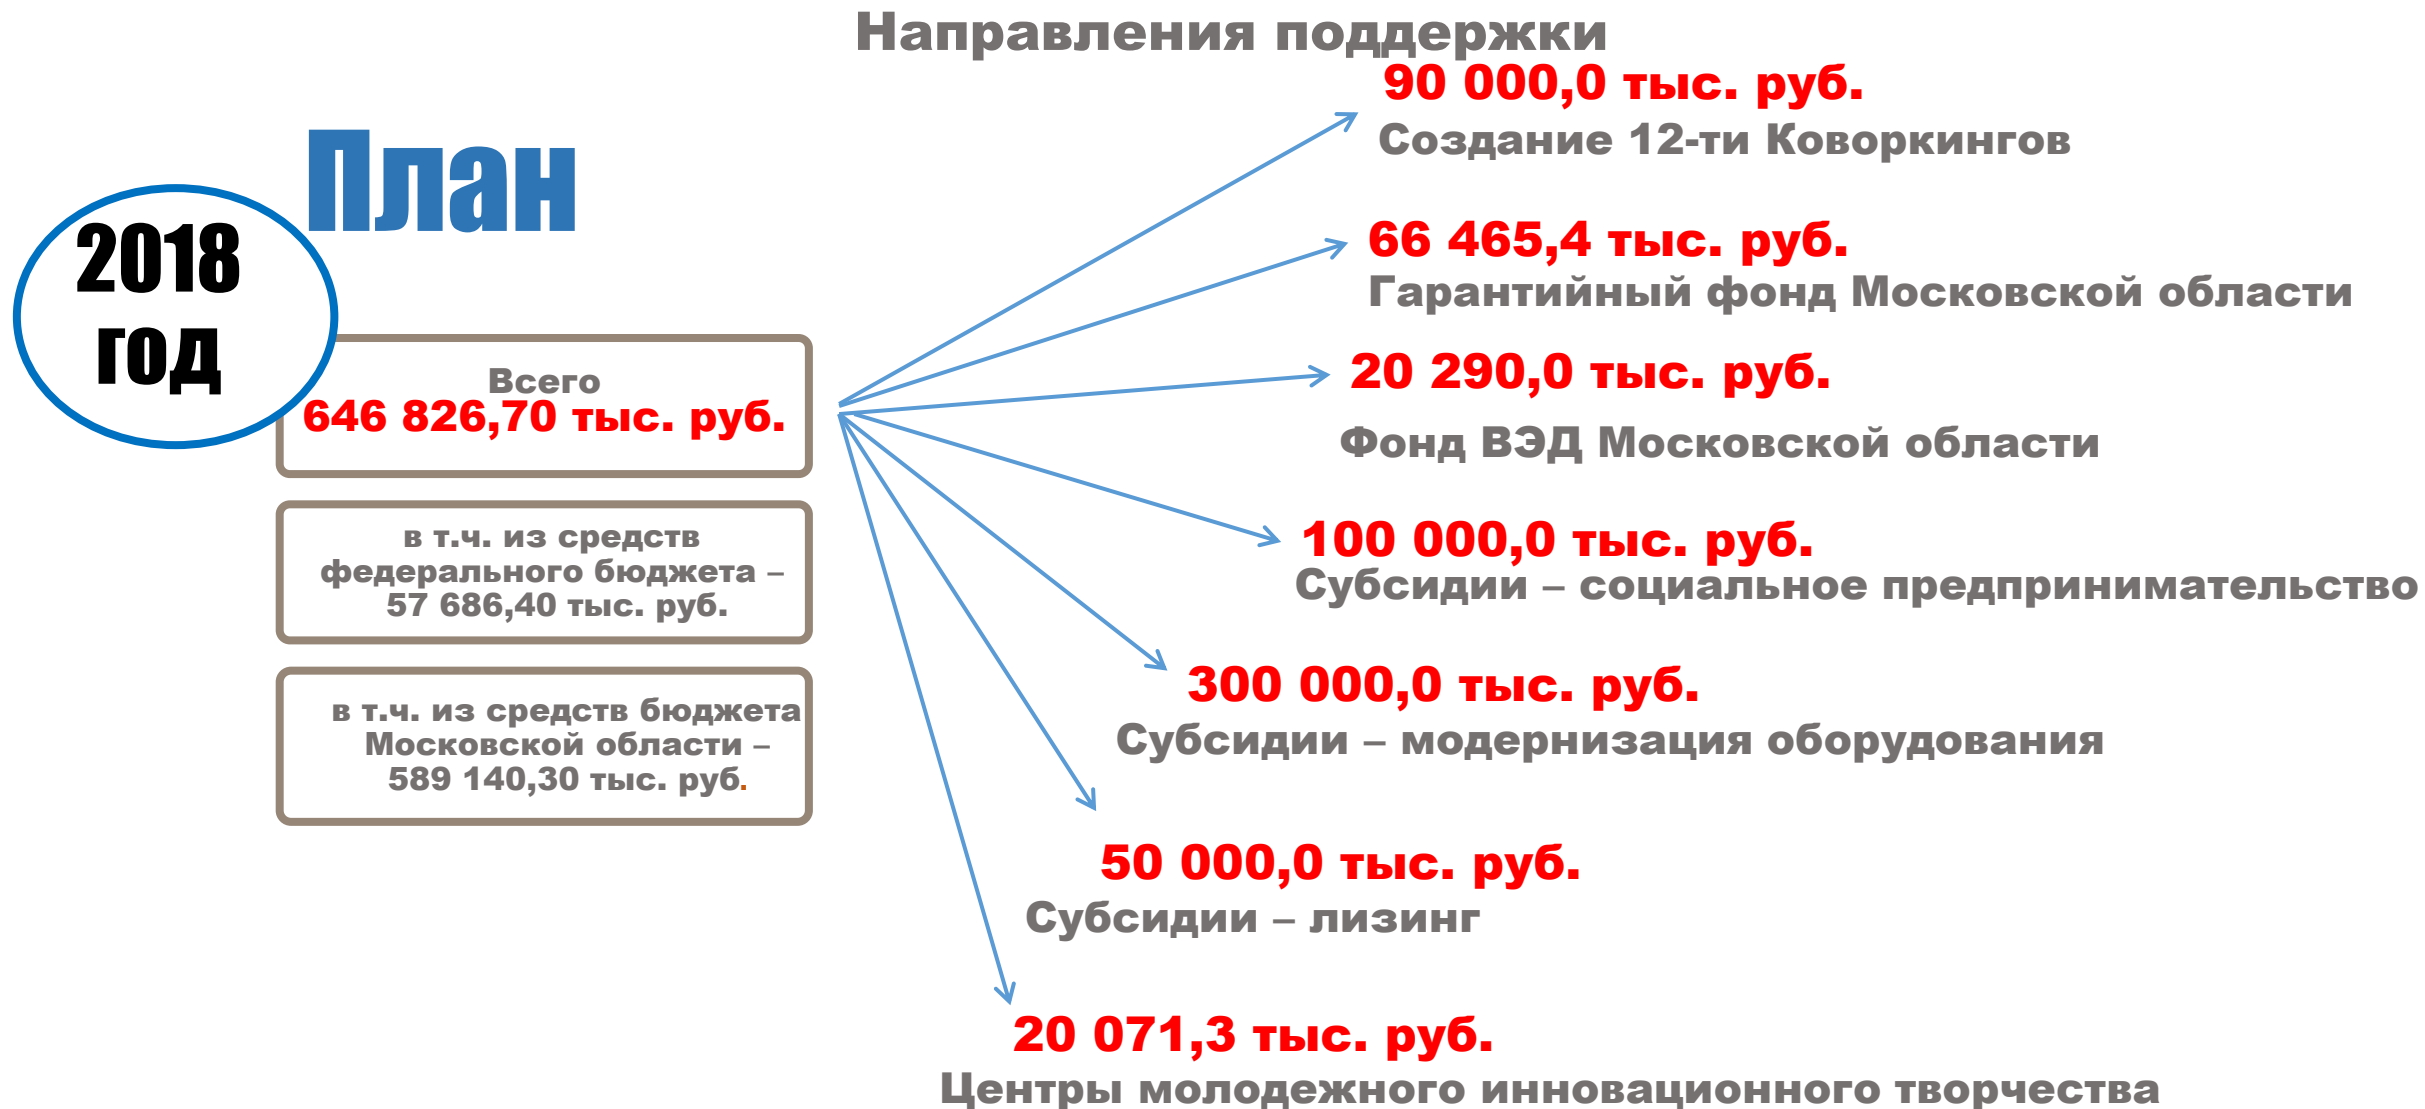 Направления поддержки
План
2018
год
Всего
646 826,70 тыс. руб.
в т.ч. из средств
федерального бюджета –
57 686,40 тыс. руб.
в т.ч. из средств бюджета
Московской области –
589 140,30 тыс. руб.
90 000,0 тыс. руб.
Создание 12-ти Коворкингов
66 465,4 тыс. руб.
Гарантийный фонд Московской области
20 290,0 тыс. руб.
Фонд ВЭД Московской области
100 000,0 тыс. руб.
Субсидии – социальное предпринимательство
300 000,0 тыс. руб.
Субсидии – модернизация оборудования
50 000,0 тыс. руб.
Субсидии – лизинг
20 071,3 тыс. руб.
Центры молодежного инновационного творчества